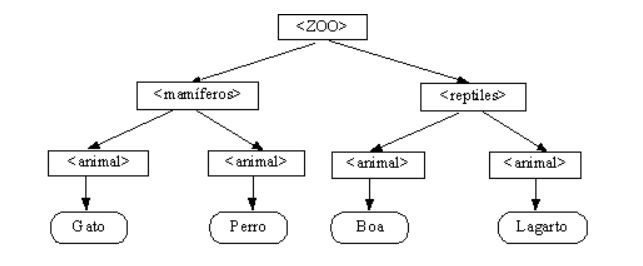 <ZOO>
<mamíferos>
<reptiles>
<animal>
<animal>
<animal>
<animal>
Gato
Perro
Boa
Lagarto